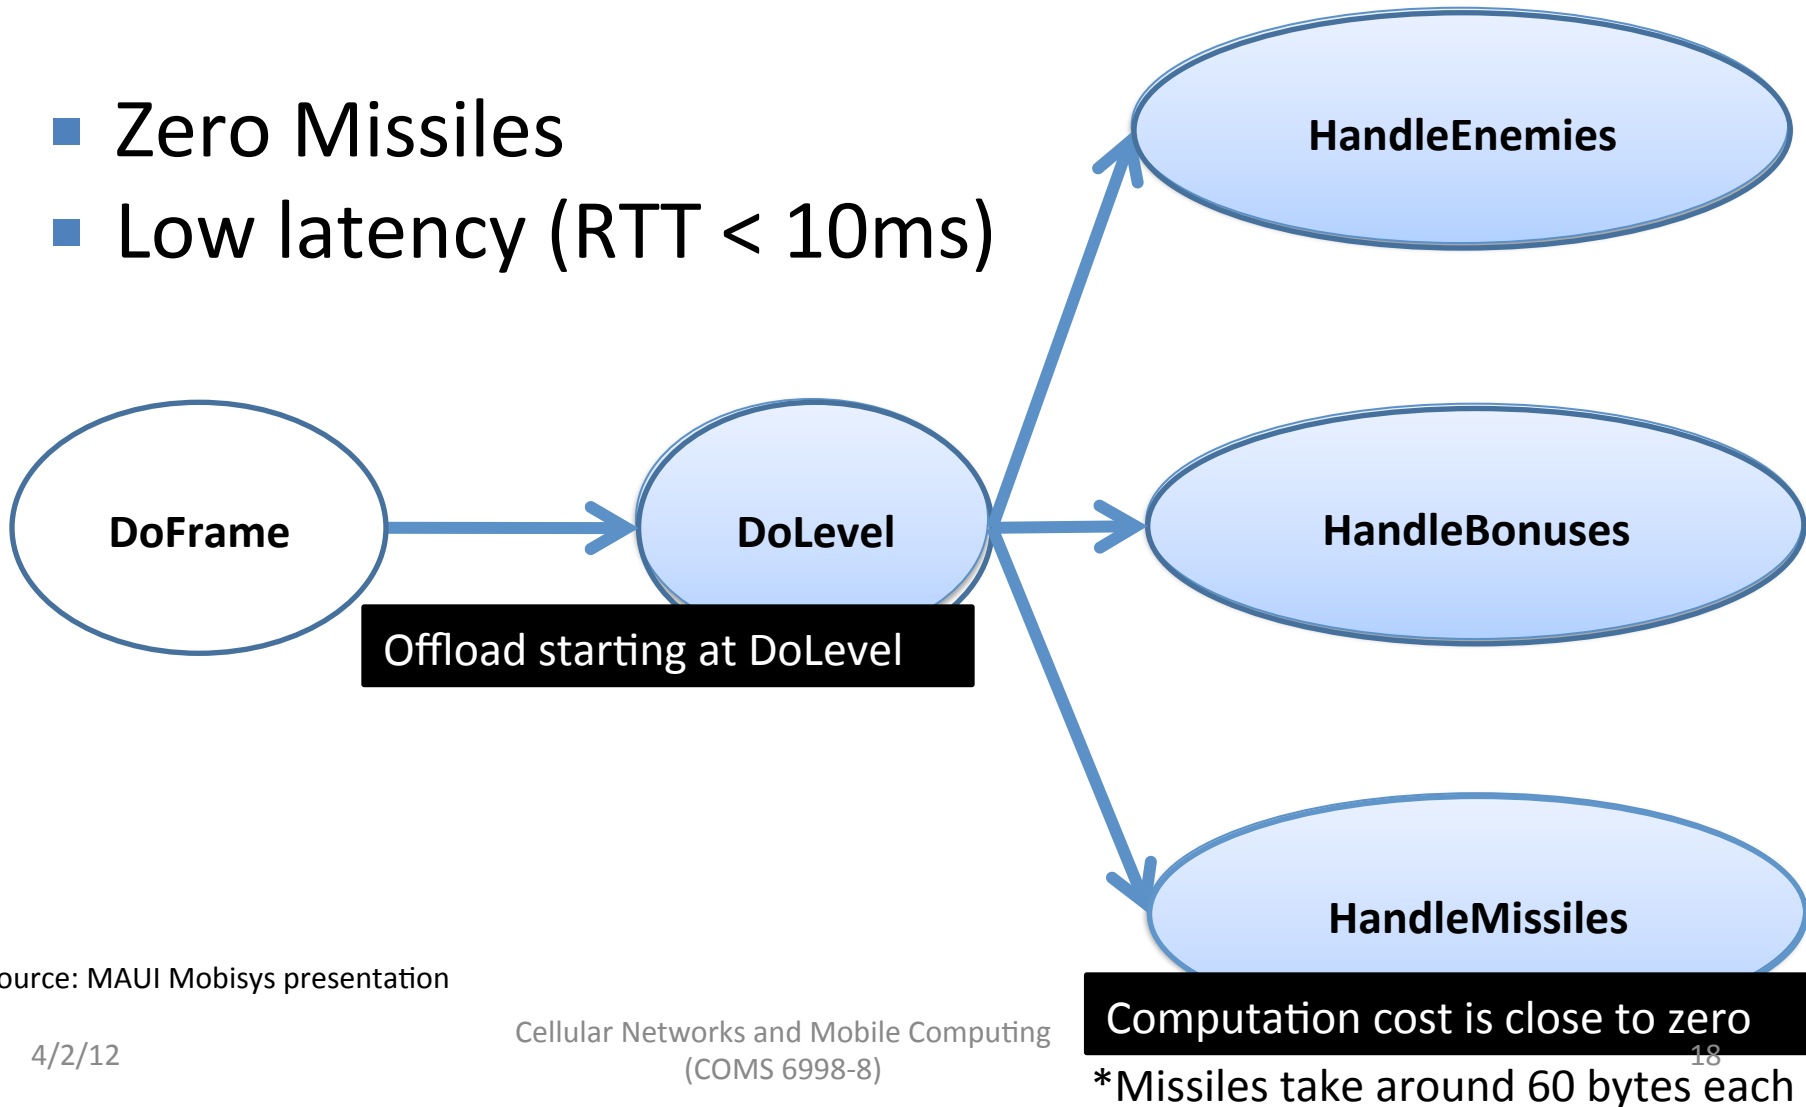 Zero Missiles
Low latency (RTT < 10ms)
HandleEnemies
DoFrame
DoLevel
HandleBonuses
Offload starting at DoLevel
HandleMissiles
ource: MAUI Mobisys presentation
Computation cost is close to zero
4/2/12
Cellular Networks and Mobile Computing
(COMS 6998-8)
18
*Missiles take around 60 bytes each